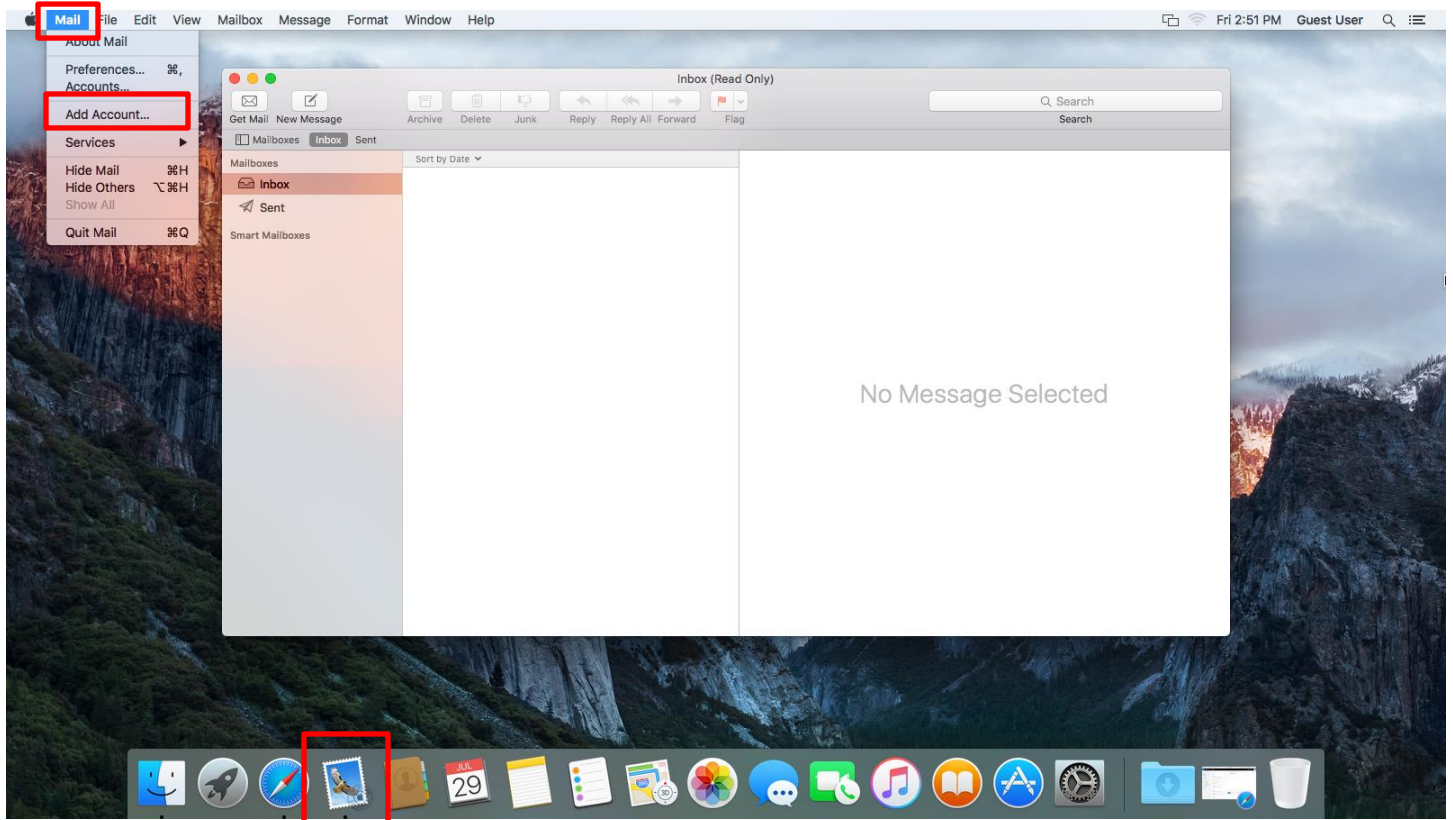 Mail File Edit View Mailbox Message Format Window Help Fri 2:51 PM Guest User
About Mail
Preferences... ⌘,
Accounts...
Add Account...
Services ▶
Hide Mail ⌘H
Hide Others ⌥⌘H
Show All
Quit Mail ⌘Q
Inbox (Read Only)
Search
Get Mail New Message Archive Delete Junk Reply Reply All Forward Flag Search
Mailboxes Inbox Sent
Mailboxes
Inbox
Sent
Smart Mailboxes
Sort by Date
No Message Selected
JUL
29
3D